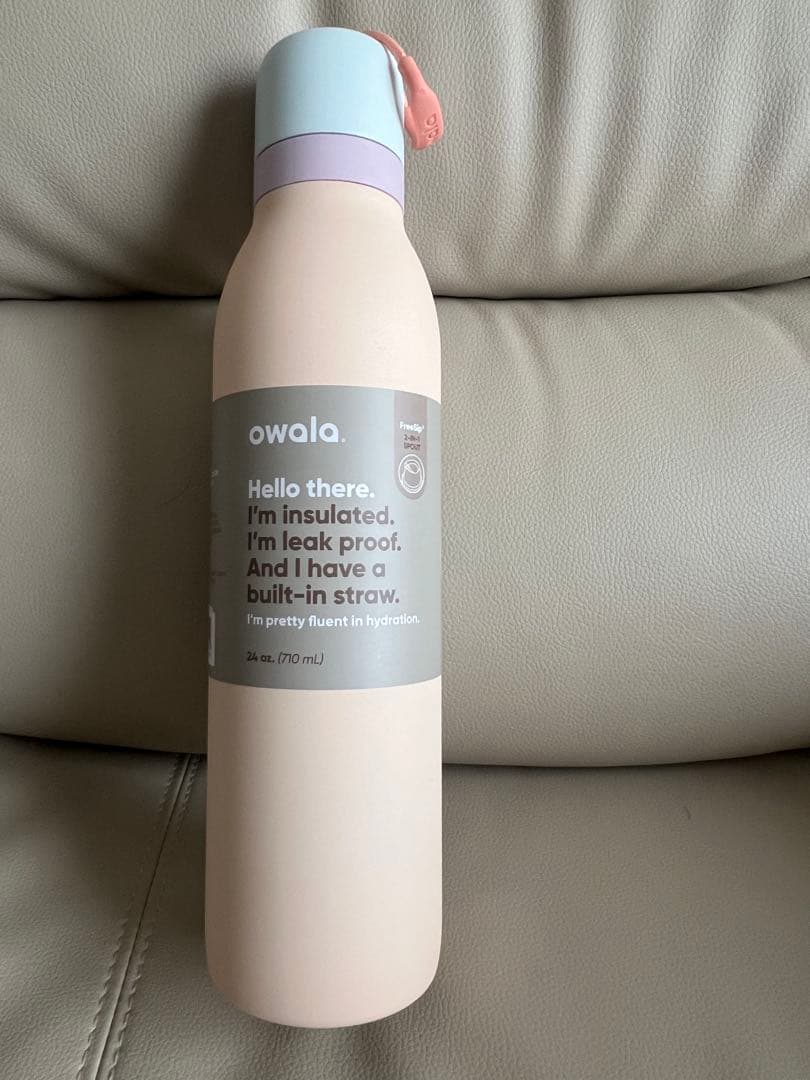 owala.
FreeSip®
2-IN-1
SPOUT
Hello there.
I'm insulated.
I'm leak proof.
And I have a
built-in straw.
I'm pretty fluent in hydration.
24 oz. (710 mL)